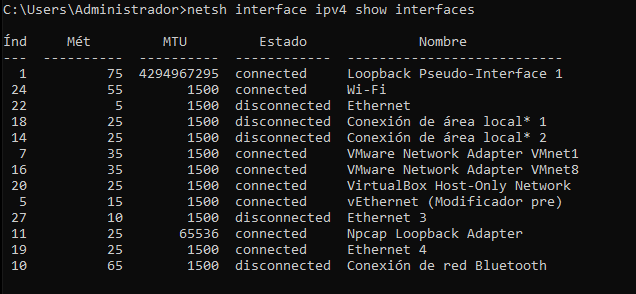 C:\Users\Administrador>netsh interface ipv4 show interfaces
Índ     Mét         MTU          Estado                Nombre
---  ----------  ----------  ------------  ---------------------------
  1          75  4294967295  connected     Loopback Pseudo-Interface 1
 24          55        1500  connected     Wi-Fi
 22           5        1500  disconnected  Ethernet
 18          25        1500  disconnected  Conexión de área local* 1
 14          25        1500  disconnected  Conexión de área local* 2
  7          35        1500  connected     VMware Network Adapter VMnet1
 16          35        1500  connected     VMware Network Adapter VMnet8
 20          25        1500  connected     VirtualBox Host-Only Network
  5          15        1500  connected     vEthernet (Modificador pre)
 27          10        1500  disconnected  Ethernet 3
 11          25       65536  connected     Npcap Loopback Adapter
 19          25        1500  connected     Ethernet 4
 10          65        1500  disconnected  Conexión de red Bluetooth